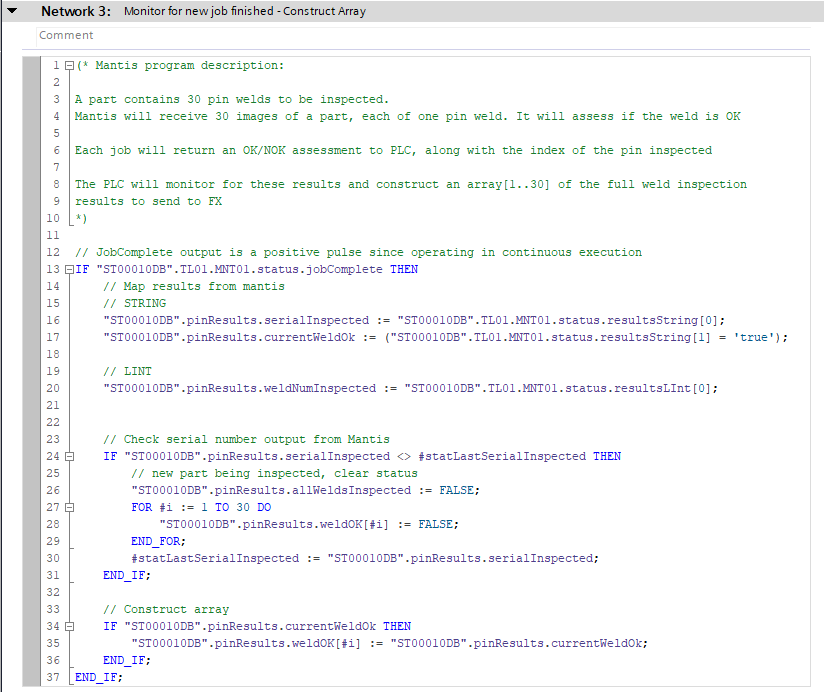 Network 3: Monitor for new job finished - Construct Array
Comment
1 (* Mantis program description:
2
3 A part contains 30 pin welds to be inspected.
4 Mantis will receive 30 images of a part, each of one pin weld. It will assess if the weld is OK
5
6 Each job will return an OK/NOK assessment to PLC, along with the index of the pin inspected
7
8 The PLC will monitor for these results and construct an array[1..30] of the full weld inspection
9 results to send to FX
10 *)
11
12 // JobComplete output is a positive pulse since operating in continuous execution
13 IF "ST00010DB".TL01.MNT01.status.jobComplete THEN
14     // Map results from mantis
15     // STRING
16     "ST00010DB".pinResults.serialInspected := "ST00010DB".TL01.MNT01.status.resultsString[0];
17     "ST00010DB".pinResults.currentWeldOk := ("ST00010DB".TL01.MNT01.status.resultsString[1] = 'true');
18
19     // LINT
20     "ST00010DB".pinResults.weldNumInspected := "ST00010DB".TL01.MNT01.status.resultsLInt[0];
21
22
23     // Check serial number output from Mantis
24     IF "ST00010DB".pinResults.serialInspected <> #statLastSerialInspected THEN
25         // new part being inspected, clear status
26         "ST00010DB".pinResults.allWeldsInspected := FALSE;
27         FOR #i := 1 TO 30 DO
28             "ST00010DB".pinResults.weldOK[#i] := FALSE;
29         END_FOR;
30         #statLastSerialInspected := "ST00010DB".pinResults.serialInspected;
31     END_IF;
32
33     // Construct array
34     IF "ST00010DB".pinResults.currentWeldOk THEN
35         "ST00010DB".pinResults.weldOK[#i] := "ST00010DB".pinResults.currentWeldOk;
36     END_IF;
37 END_IF;